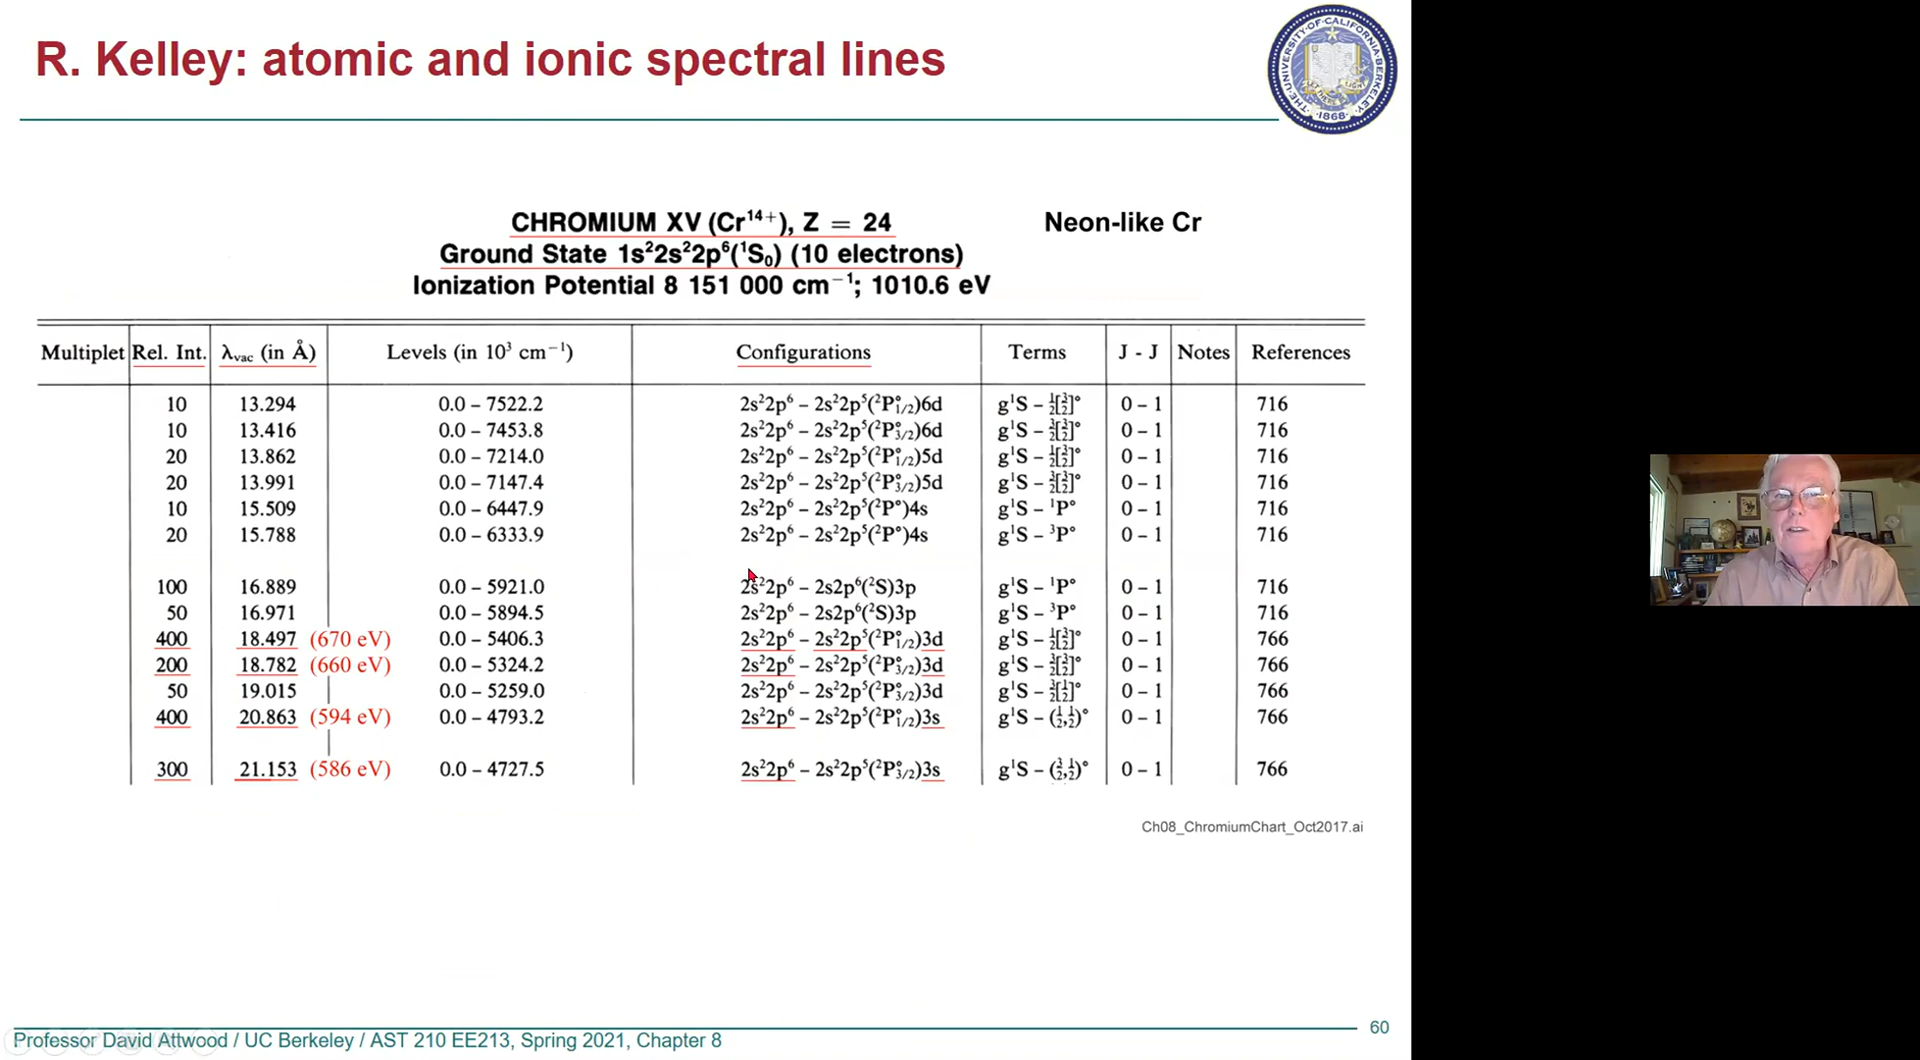 R. Kelley: atomic and ionic spectral lines
THE UNIVERSITY OF CALIFORNIA BERKELEY
LET THERE BE LIGHT
1868
CHROMIUM XV (Cr¹⁴⁺), Z = 24
Neon-like Cr
Ground State 1s²2s²2p⁶(¹S₀) (10 electrons)
Ionization Potential 8 151 000 cm⁻¹; 1010.6 eV
Multiplet Rel. Int. λvac (in Å) Levels (in 10³ cm⁻¹) Configurations Terms J - J Notes References
10 13.294 0.0 – 7522.2 2s²2p⁶ – 2s²2p⁵(²P°₁/₂)6d g¹S – ½[3/2]° 0 – 1 716
10 13.416 0.0 – 7453.8 2s²2p⁶ – 2s²2p⁵(²P°₃/₂)6d g¹S – 3/2[3/2]° 0 – 1 716
20 13.862 0.0 – 7214.0 2s²2p⁶ – 2s²2p⁵(²P°₁/₂)5d g¹S – ½[3/2]° 0 – 1 716
20 13.991 0.0 – 7147.4 2s²2p⁶ – 2s²2p⁵(²P°₃/₂)5d g¹S – 3/2[3/2]° 0 – 1 716
10 15.509 0.0 – 6447.9 2s²2p⁶ – 2s²2p⁵(²P°)4s g¹S – ¹P° 0 – 1 716
20 15.788 0.0 – 6333.9 2s²2p⁶ – 2s²2p⁵(²P°)4s g¹S – ³P° 0 – 1 716
100 16.889 0.0 – 5921.0 2s²2p⁶ – 2s2p⁶(²S)3p g¹S – ¹P° 0 – 1 716
50 16.971 0.0 – 5894.5 2s²2p⁶ – 2s2p⁶(²S)3p g¹S – ³P° 0 – 1 716
400 18.497 (670 eV) 0.0 – 5406.3 2s²2p⁶ – 2s²2p⁵(²P°₁/₂)3d g¹S – ½[3/2]° 0 – 1 766
200 18.782 (660 eV) 0.0 – 5324.2 2s²2p⁶ – 2s²2p⁵(²P°₃/₂)3d g¹S – 3/2[3/2]° 0 – 1 766
50 19.015 0.0 – 5259.0 2s²2p⁶ – 2s²2p⁵(²P°₃/₂)3d g¹S – 3/2[1/2]° 0 – 1 766
400 20.863 (594 eV) 0.0 – 4793.2 2s²2p⁶ – 2s²2p⁵(²P°₁/₂)3s g¹S – (½,½)° 0 – 1 766
300 21.153 (586 eV) 0.0 – 4727.5 2s²2p⁶ – 2s²2p⁵(²P°₃/₂)3s g¹S – (3/2,½)° 0 – 1 766
Ch08_ChromiumChart_Oct2017.ai
Professor David Attwood / UC Berkeley / AST 210 EE213, Spring 2021, Chapter 8
60